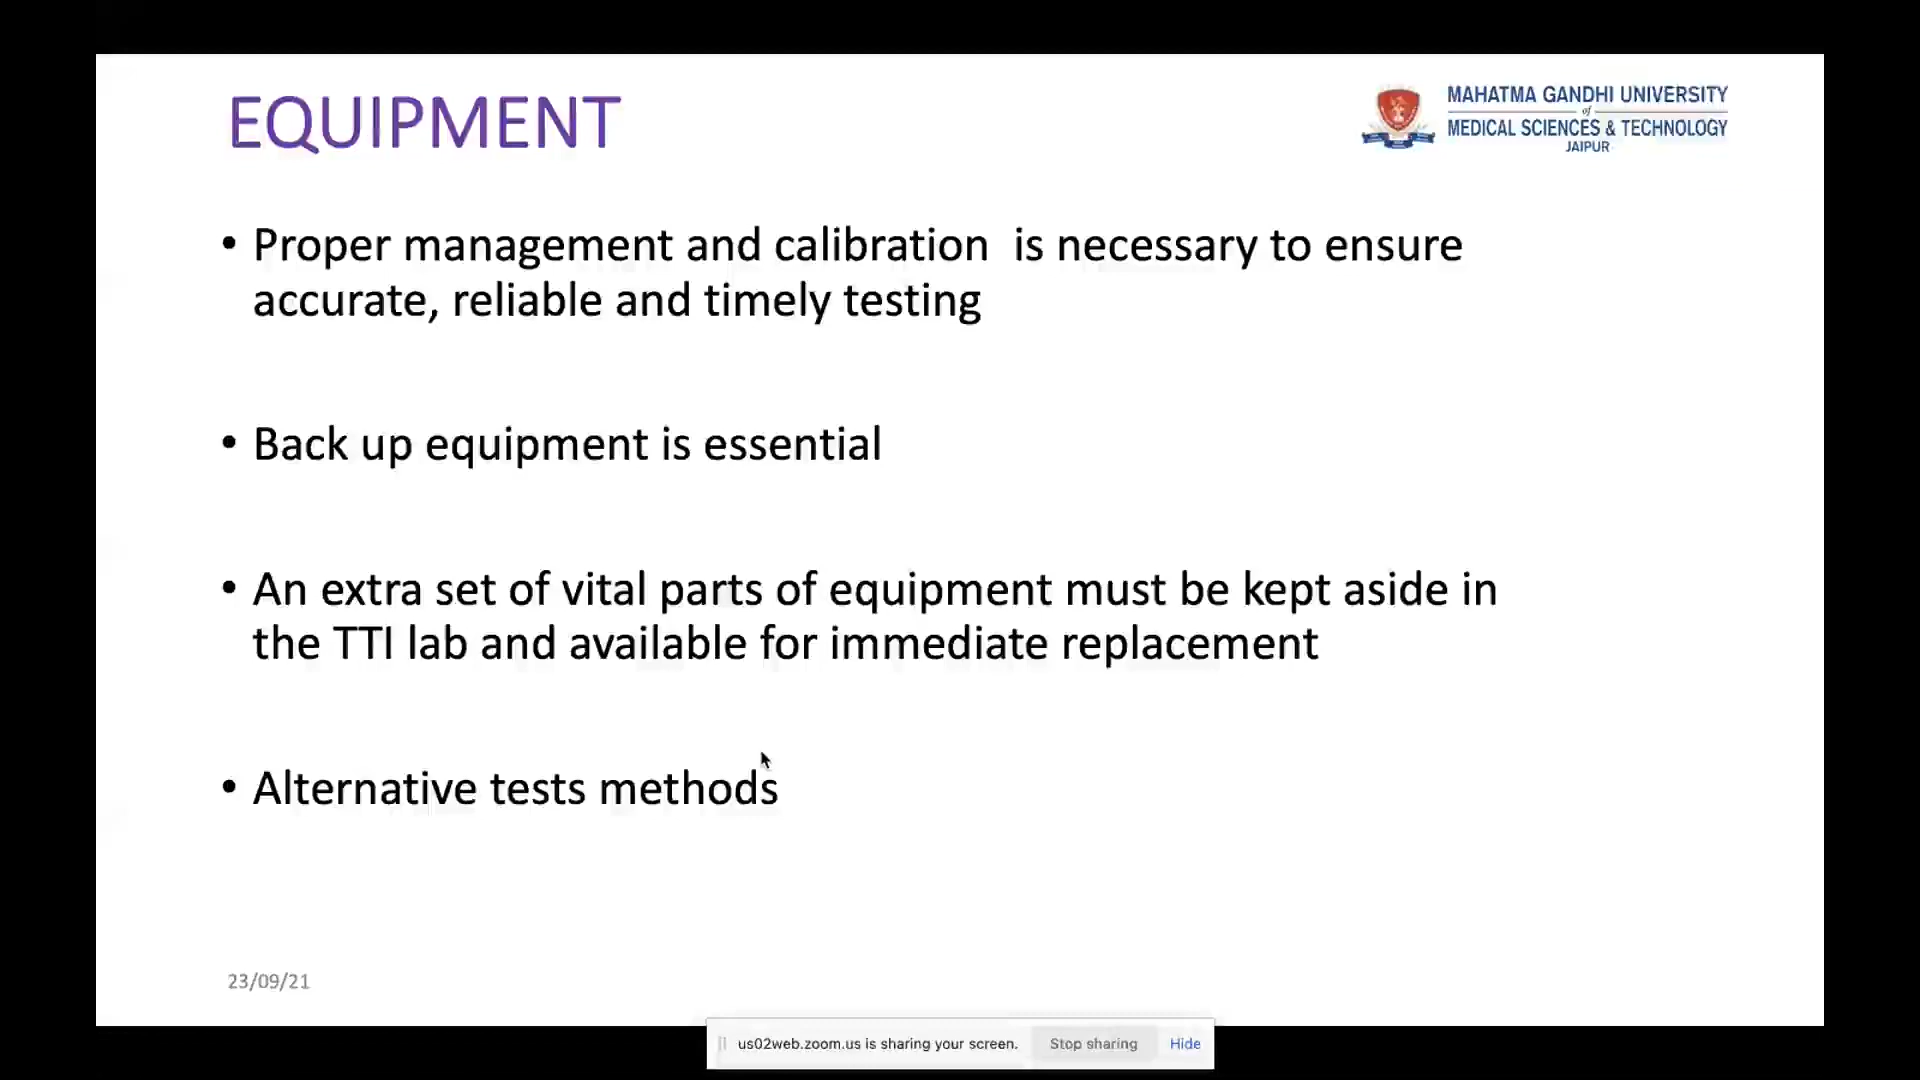 EQUIPMENT
MAHATMA GANDHI UNIVERSITY
of
MEDICAL SCIENCES & TECHNOLOGY
JAIPUR
• Proper management and calibration  is necessary to ensure
accurate, reliable and timely testing
• Back up equipment is essential
• An extra set of vital parts of equipment must be kept aside in
the TTI lab and available for immediate replacement
• Alternative tests methods
23/09/21
us02web.zoom.us is sharing your screen. Stop sharing Hide